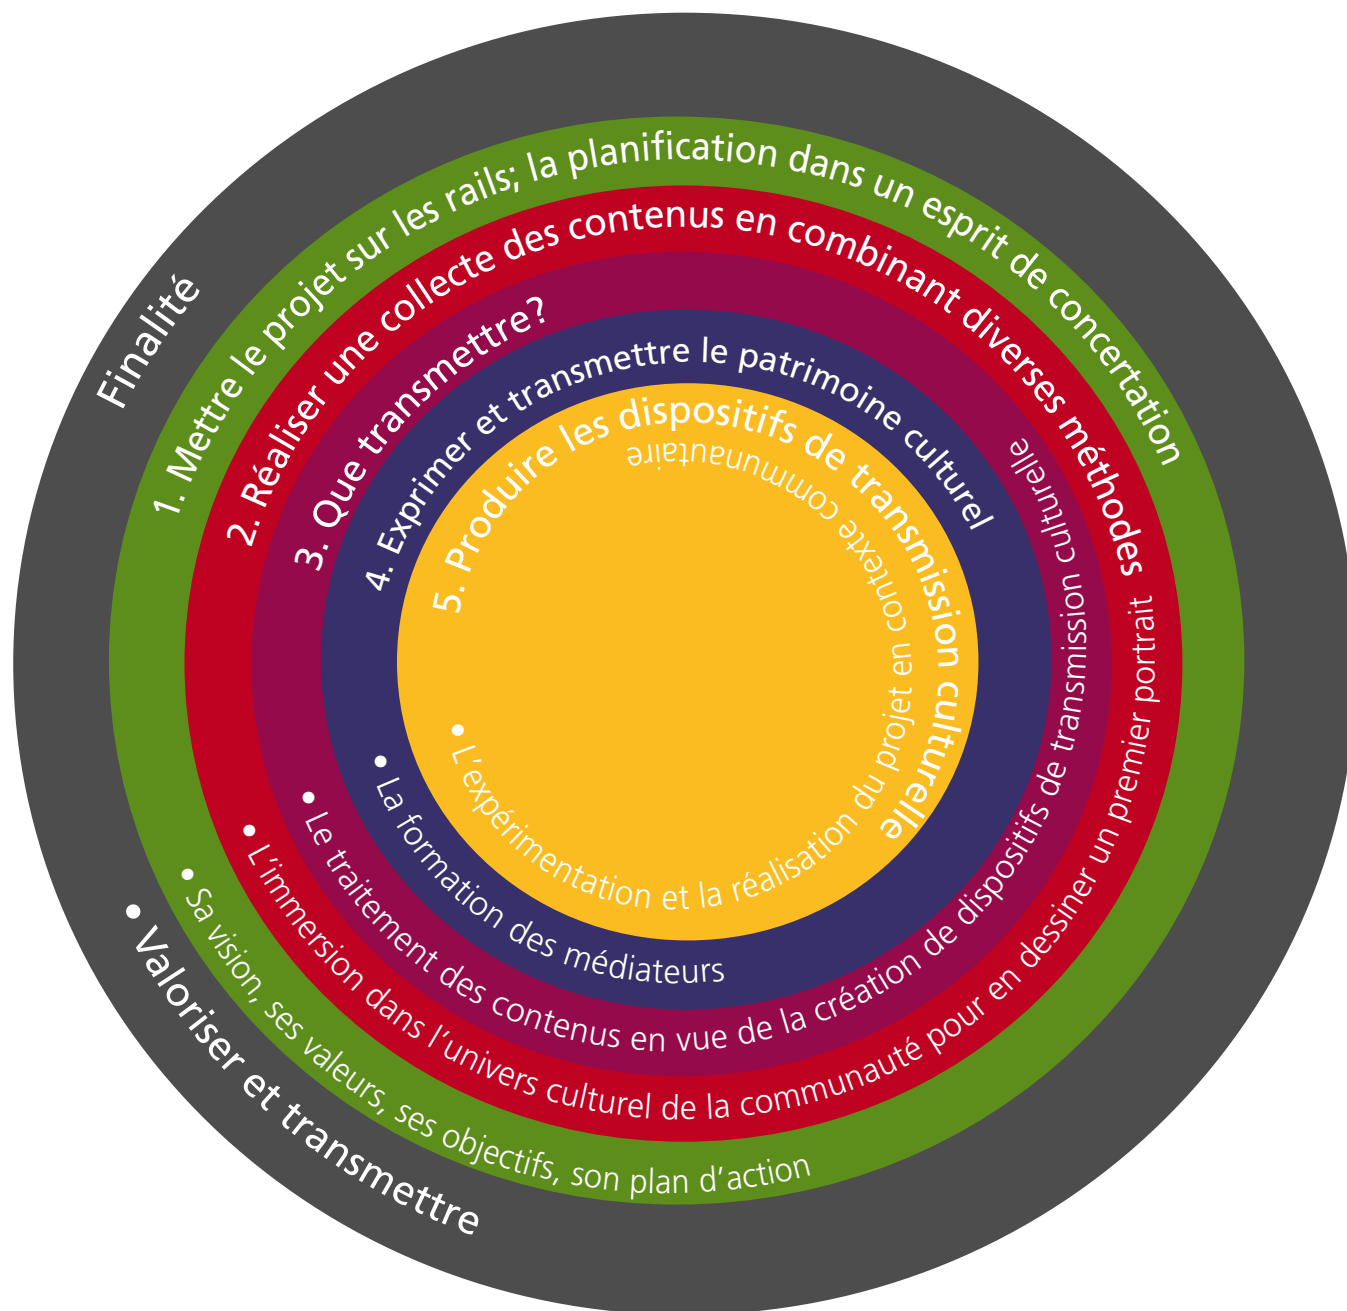 Finalité
• Valoriser et transmettre
1. Mettre le projet sur les rails; la planification dans un esprit de concertation
• Sa vision, ses valeurs, ses objectifs, son plan d’action
2. Réaliser une collecte des contenus en combinant diverses méthodes
• L’immersion dans l’univers culturel de la communauté pour en dessiner un premier portrait
3. Que transmettre?
• Le traitement des contenus en vue de la création de dispositifs de transmission culturelle
4. Exprimer et transmettre le patrimoine culturel
• La formation des médiateurs
5. Produire les dispositifs de transmission culturelle
• L’expérimentation et la réalisation du projet en contexte communautaire